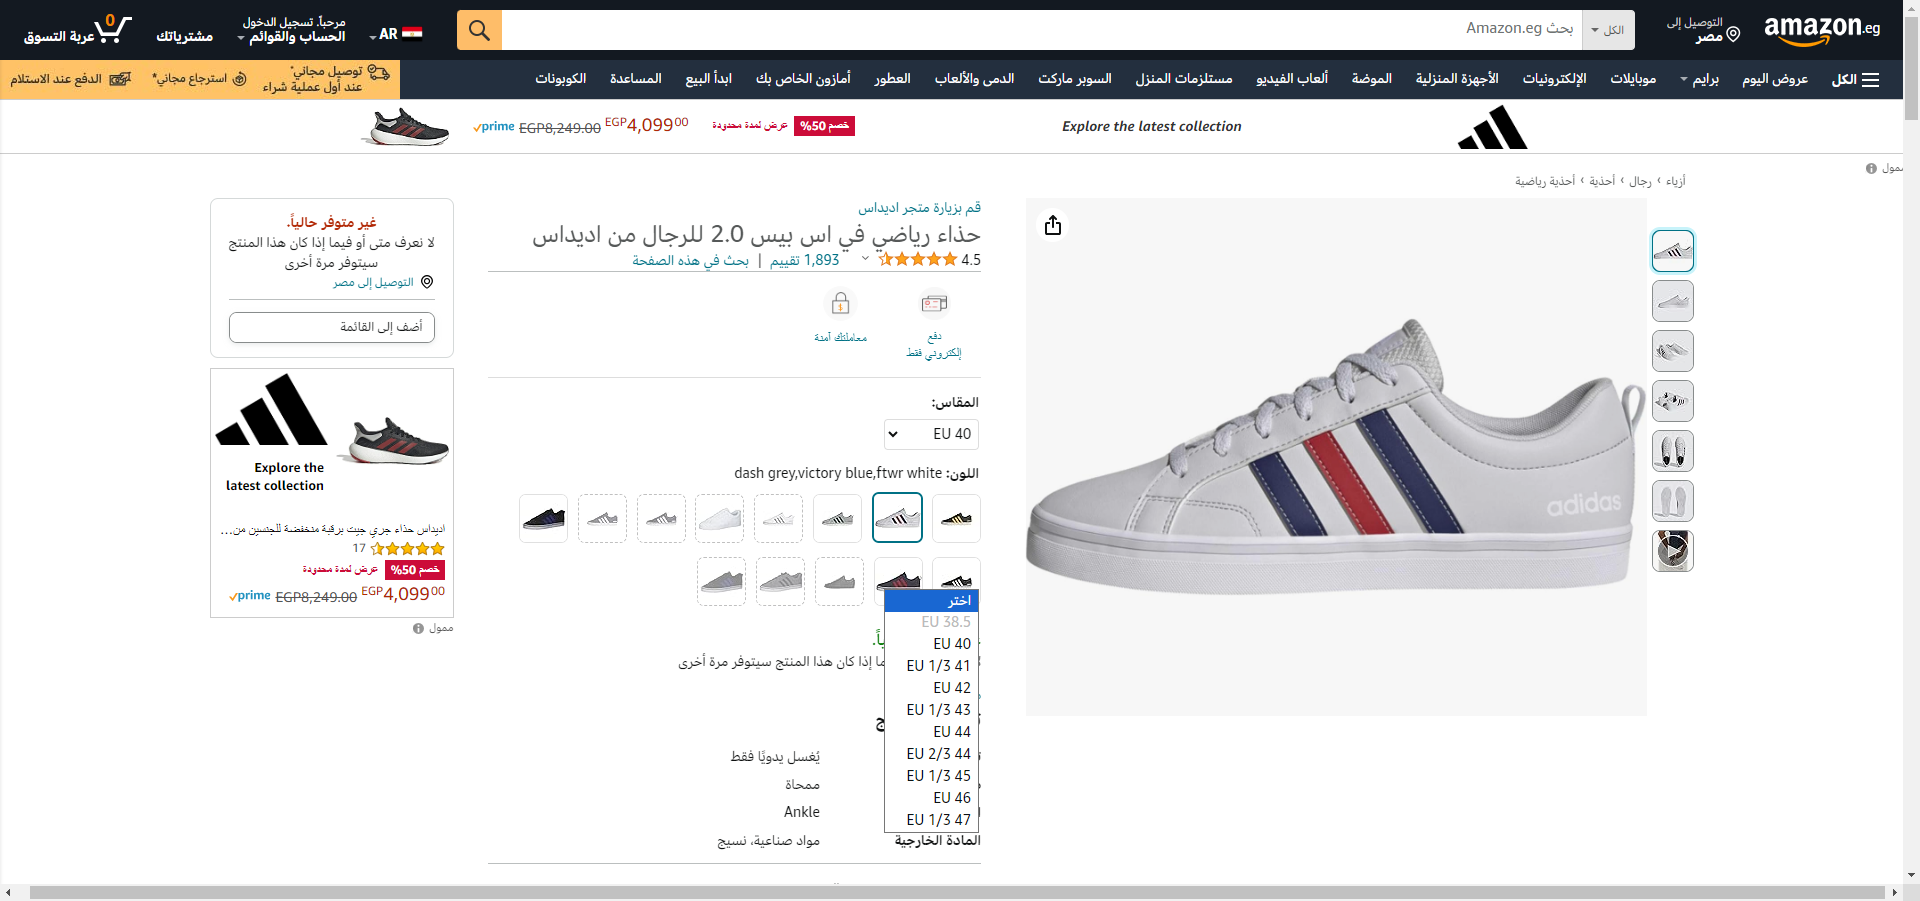 amazon.eg
التوصيل إلى
مصر
الكل
بحث Amazon.eg
AR
مرحباً، تسجيل الدخول
الحساب والقوائم
مشترياتك
0
عربة التسوق
الكل
عروض اليوم
برايم
موبايلات
الإلكترونيات
الأجهزة المنزلية
الموضة
ألعاب الفيديو
مستلزمات المنزل
السوبر ماركت
الدمى والألعاب
العطور
أمازون الخاص بك
ابدأ البيع
المساعدة
الكوبونات
توصيل مجاني*
عند أول عملية شراء
استرجاع مجاني*
الدفع عند الاستلام
Explore the latest collection
خصم 50%
عرض لمدة محدودة
EGP4,09900
EGP8,249.00
prime
ممول
أزياء › رجال › أحذية › أحذية رياضية
adidas
قم بزيارة متجر اديداس
حذاء رياضي في اس بيس 2.0 للرجال من اديداس
4.5
1,893 تقييم | بحث في هذه الصفحة
دفع
إلكتروني فقط
معاملتك آمنة
المقاس:
EU 40
اللون: dash grey,victory blue,ftwr white
اختر
EU 38.5
EU 40
EU 1/3 41
EU 42
EU 1/3 43
EU 44
EU 2/3 44
EU 1/3 45
EU 46
EU 1/3 47
ما إذا كان هذا المنتج سيتوفر مرة أخرى
يُغسل يدويًا فقط
ممحاة
Ankle
المادة الخارجية
مواد صناعية، نسيج
غير متوفر حالياً.
لا نعرف متى أو فيما إذا كان هذا المنتج
سيتوفر مرة أخرى
التوصيل إلى مصر
أضف إلى القائمة
Explore the
latest collection
اديداس حذاء جري جيت برقبة منخفضة للجنسين من...
17
خصم 50%
عرض لمدة محدودة
EGP4,09900
EGP8,249.00
prime
ممول